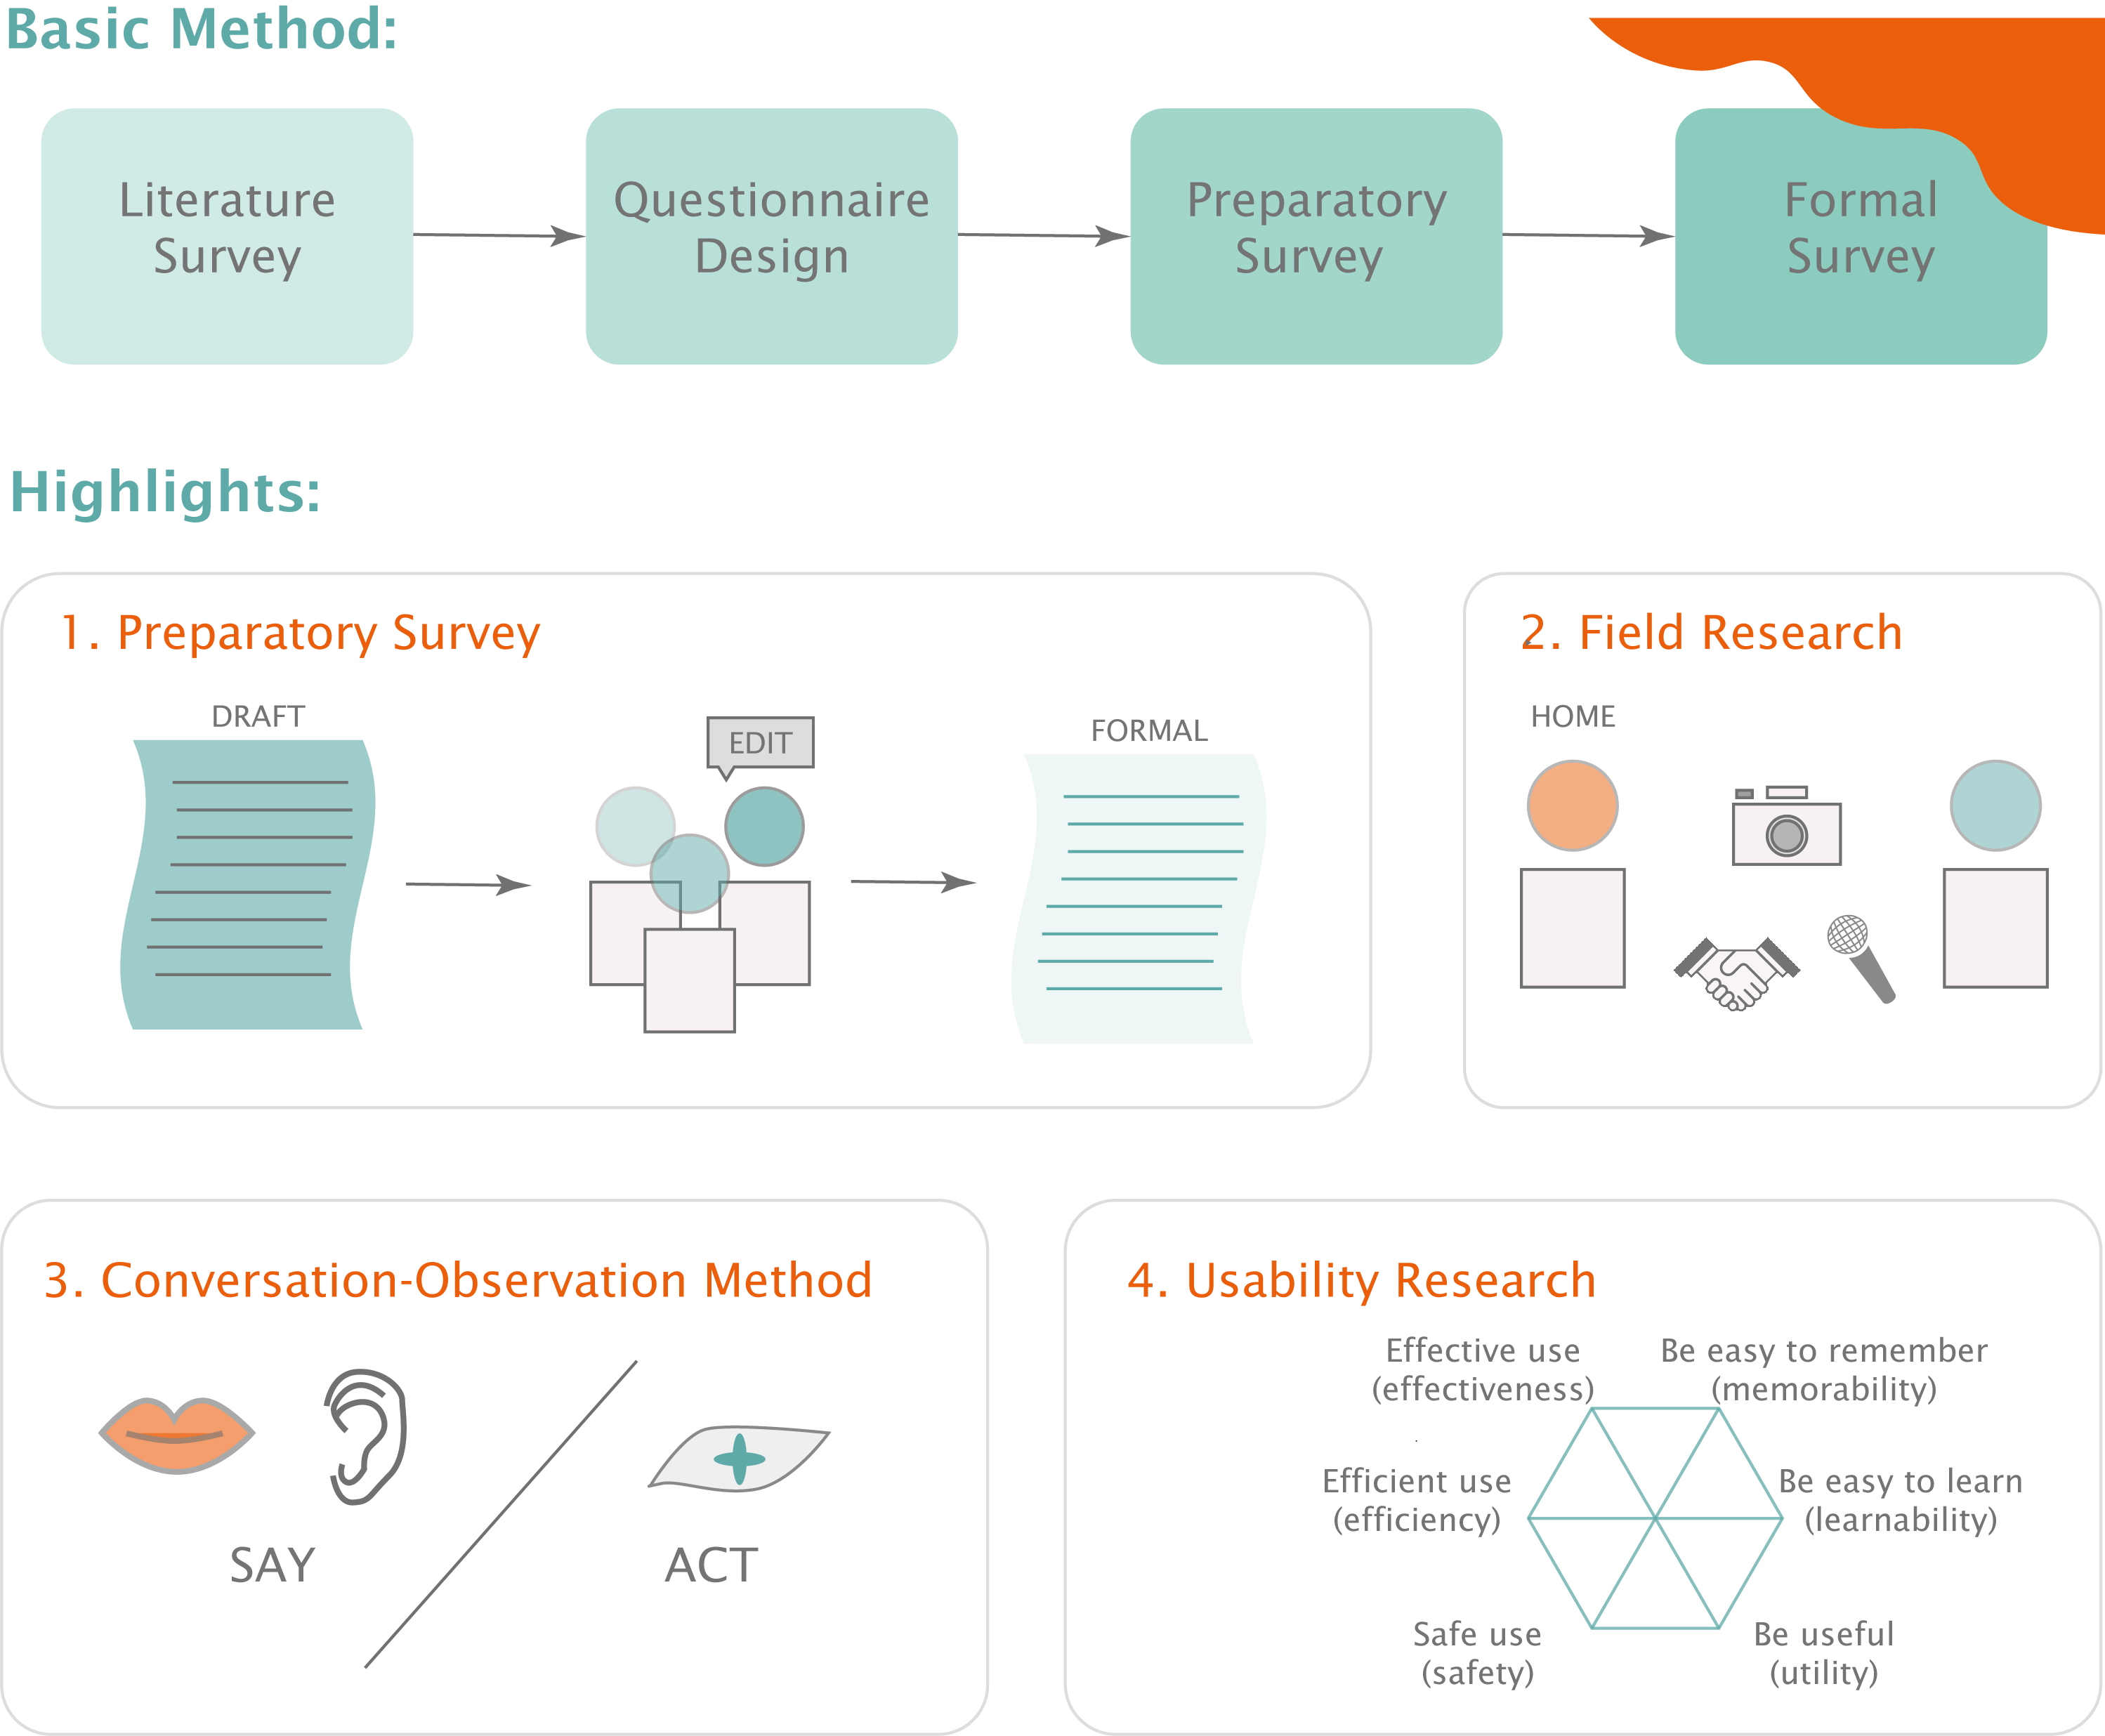 Basic Method:
Literature
Survey
Questionnaire
Design
Preparatory
Survey
Formal
Survey
Highlights:
1. Preparatory Survey
DRAFT
EDIT
FORMAL
2. Field Research
HOME
3. Conversation-Observation Method
SAY
ACT
4. Usability Research
Effective use
(effectiveness)
Be easy to remember
(memorability)
Efficient use
(efficiency)
Be easy to learn
(learnability)
Safe use
(safety)
Be useful
(utility)